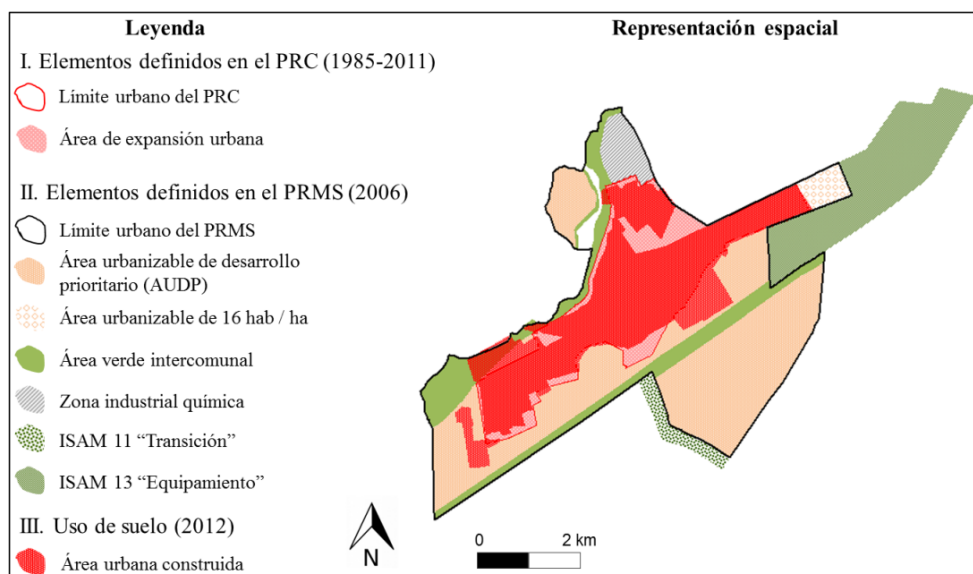 Leyenda
Representación espacial
I. Elementos definidos en el PRC (1985-2011)
Límite urbano del PRC
Área de expansión urbana
II. Elementos definidos en el PRMS (2006)
Límite urbano del PRMS
Área urbanizable de desarrollo
prioritario (AUDP)
Área urbanizable de 16 hab / ha
Área verde intercomunal
Zona industrial química
ISAM 11 “Transición”
ISAM 13 “Equipamiento”
III. Uso de suelo (2012)
Área urbana construida
N
0 2 km